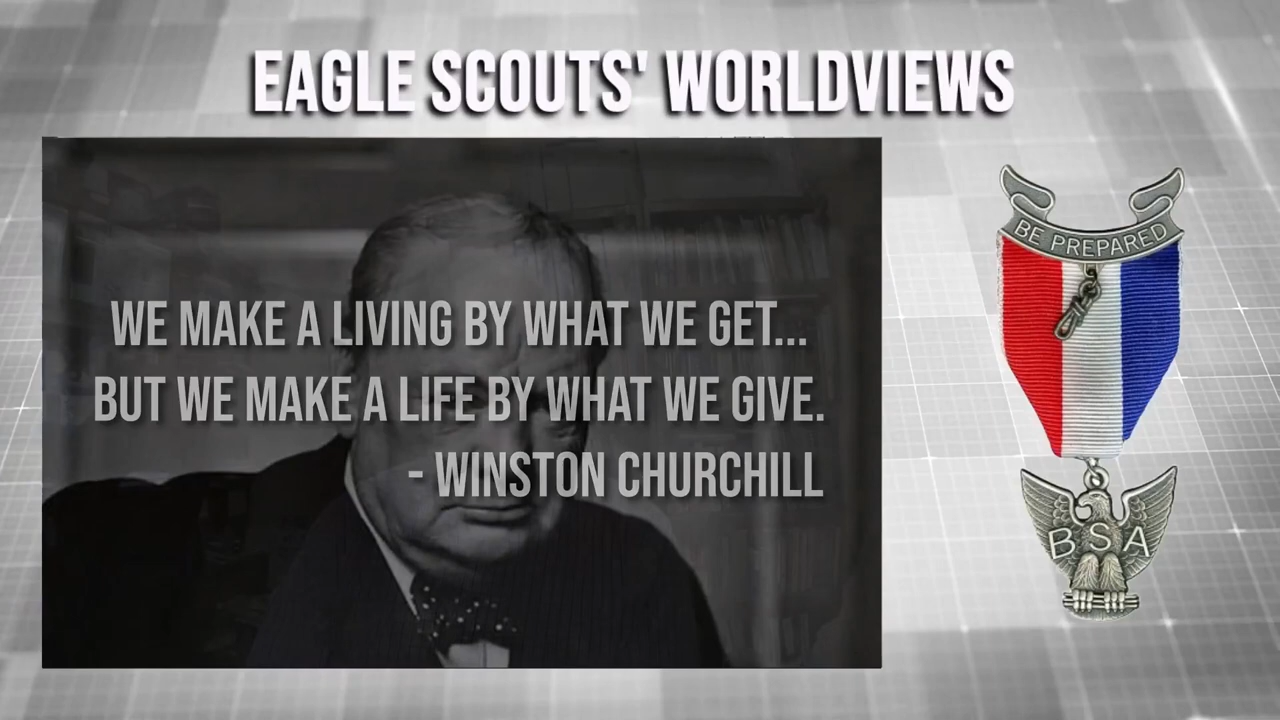 EAGLE SCOUTS' WORLDVIEWS
WE MAKE A LIVING BY WHAT WE GET...
BUT WE MAKE A LIFE BY WHAT WE GIVE.
- WINSTON CHURCHILL
BE PREPARED
BSA